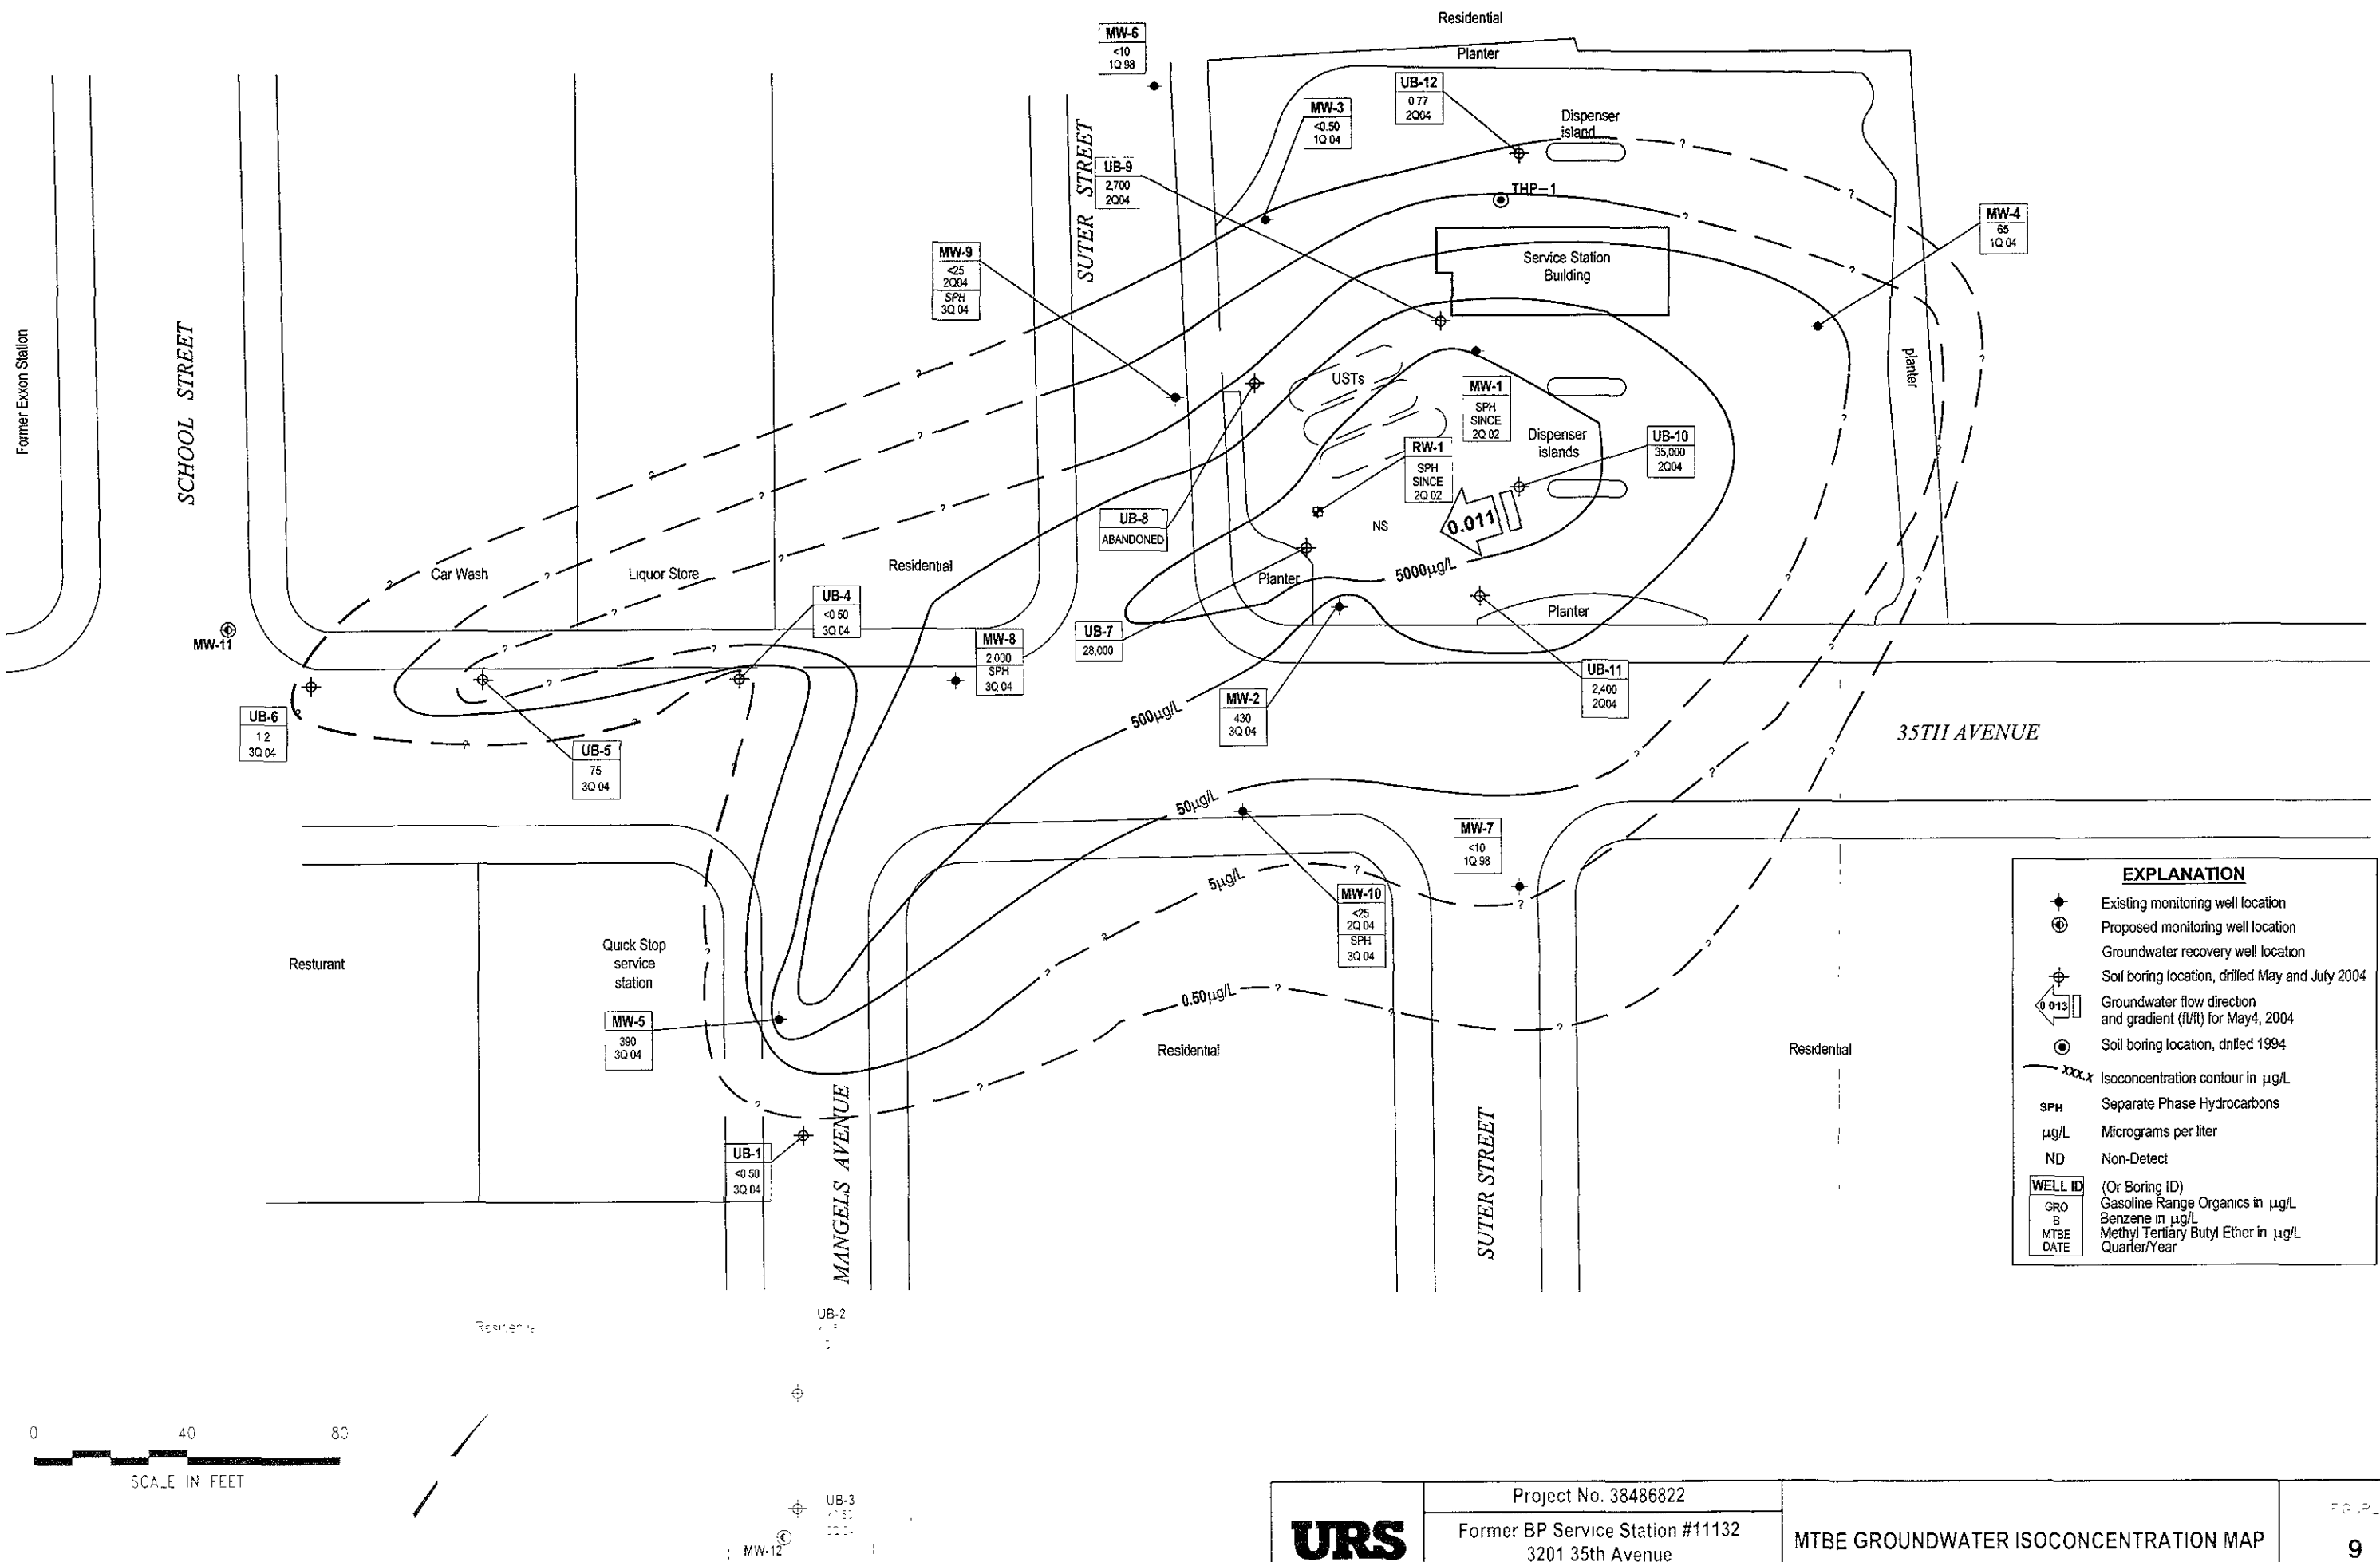 Residential
Planter
MW-6
<10
1Q 98
UB-12
0 77
2Q04
MW-3
<0.50
1Q 04
Dispenser
island
SUTER STREET
UB-9
2,700
2Q04
THP-1
MW-4
65
1Q 04
MW-9
<25
2Q04
SPH
3Q 04
Service Station
Building
Former Exxon Station
SCHOOL STREET
USTs
planter
MW-1
SPH
SINCE
2Q 02
Dispenser
islands
UB-10
35,000
2Q04
RW-1
SPH
SINCE
2Q 02
UB-8
ABANDONED
NS
0.011
Car Wash
Liquor Store
Residential
5000µg/L
Planter
Planter
UB-4
<0 50
3Q 04
MW-11
MW-8
2,000
SPH
3Q 04
UB-7
28,000
UB-11
2,400
2Q04
MW-2
430
3Q 04
500µg/L
UB-6
1 2
3Q 04
UB-5
75
3Q 04
35TH AVENUE
50µg/L
MW-7
<10
1Q 98
5µg/L
MW-10
<25
2Q 04
SPH
3Q 04
Resturant
Quick Stop
service
station
0.50µg/L
MW-5
390
3Q 04
Residential
Residential
UB-1
<0 50
3Q 04
MANGELS AVENUE
SUTER STREET
EXPLANATION
Existing monitoring well location
Proposed monitoring well location
Groundwater recovery well location
Soil boring location, drilled May and July 2004
0 013 Groundwater flow direction
and gradient (ft/ft) for May4, 2004
Soil boring location, drilled 1994
XXX.X Isoconcentration contour in µg/L
SPH Separate Phase Hydrocarbons
µg/L Micrograms per liter
ND Non-Detect
WELL ID (Or Boring ID)
GRO Gasoline Range Organics in µg/L
B Benzene in µg/L
MTBE Methyl Tertiary Butyl Ether in µg/L
DATE Quarter/Year
UB-2
0 40 80
SCALE IN FEET
UB-3
MW-12
URS
Project No. 38486822
Former BP Service Station #11132
3201 35th Avenue
MTBE GROUNDWATER ISOCONCENTRATION MAP
9